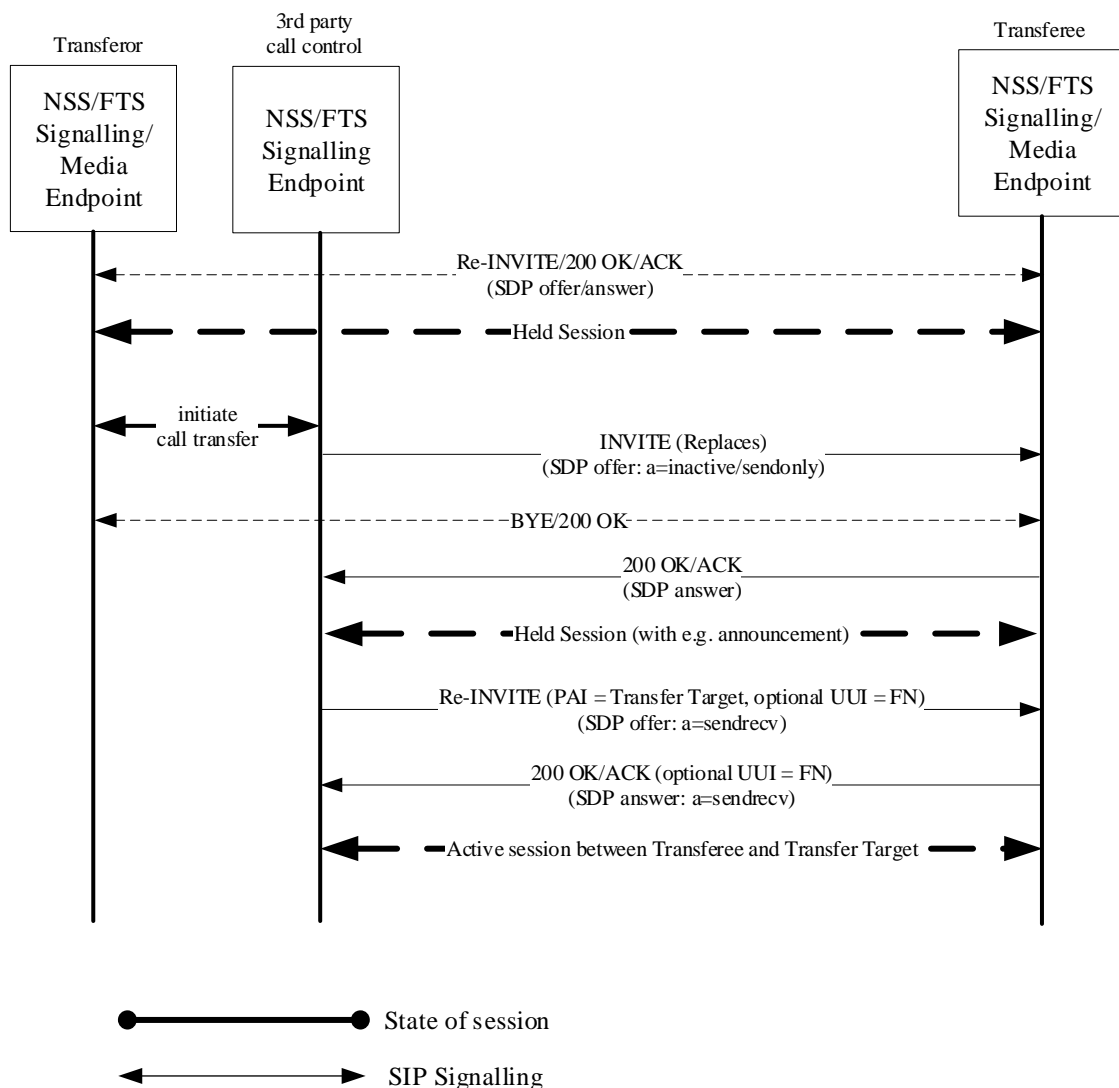 3rd party
call control
Transferor
Transferee
NSS/FTS
Signalling/
Media
Endpoint
NSS/FTS
Signalling
Endpoint
NSS/FTS
Signalling/
Media
Endpoint
Re-INVITE/200 OK/ACK
(SDP offer/answer)
Held Session
initiate
call transfer
INVITE (Replaces)
(SDP offer: a=inactive/sendonly)
BYE/200 OK
200 OK/ACK
(SDP answer)
Held Session (with e.g. announcement)
Re-INVITE (PAI = Transfer Target, optional UUI = FN)
(SDP offer: a=sendrecv)
200 OK/ACK (optional UUI = FN)
(SDP answer: a=sendrecv)
Active session between Transferee and Transfer Target
State of session
SIP Signalling